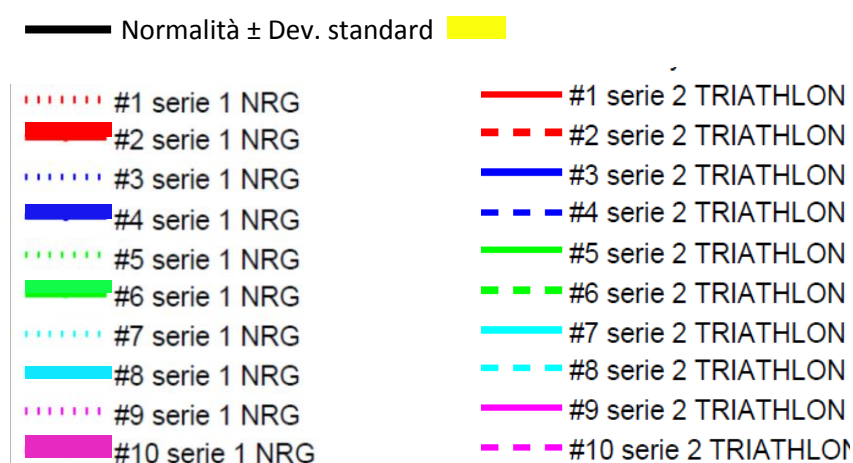 Normalità ± Dev. standard
#1 serie 1 NRG
#2 serie 1 NRG
#3 serie 1 NRG
#4 serie 1 NRG
#5 serie 1 NRG
#6 serie 1 NRG
#7 serie 1 NRG
#8 serie 1 NRG
#9 serie 1 NRG
#10 serie 1 NRG
#1 serie 2 TRIATHLON
#2 serie 2 TRIATHLON
#3 serie 2 TRIATHLON
#4 serie 2 TRIATHLON
#5 serie 2 TRIATHLON
#6 serie 2 TRIATHLON
#7 serie 2 TRIATHLON
#8 serie 2 TRIATHLON
#9 serie 2 TRIATHLON
#10 serie 2 TRIATHLON